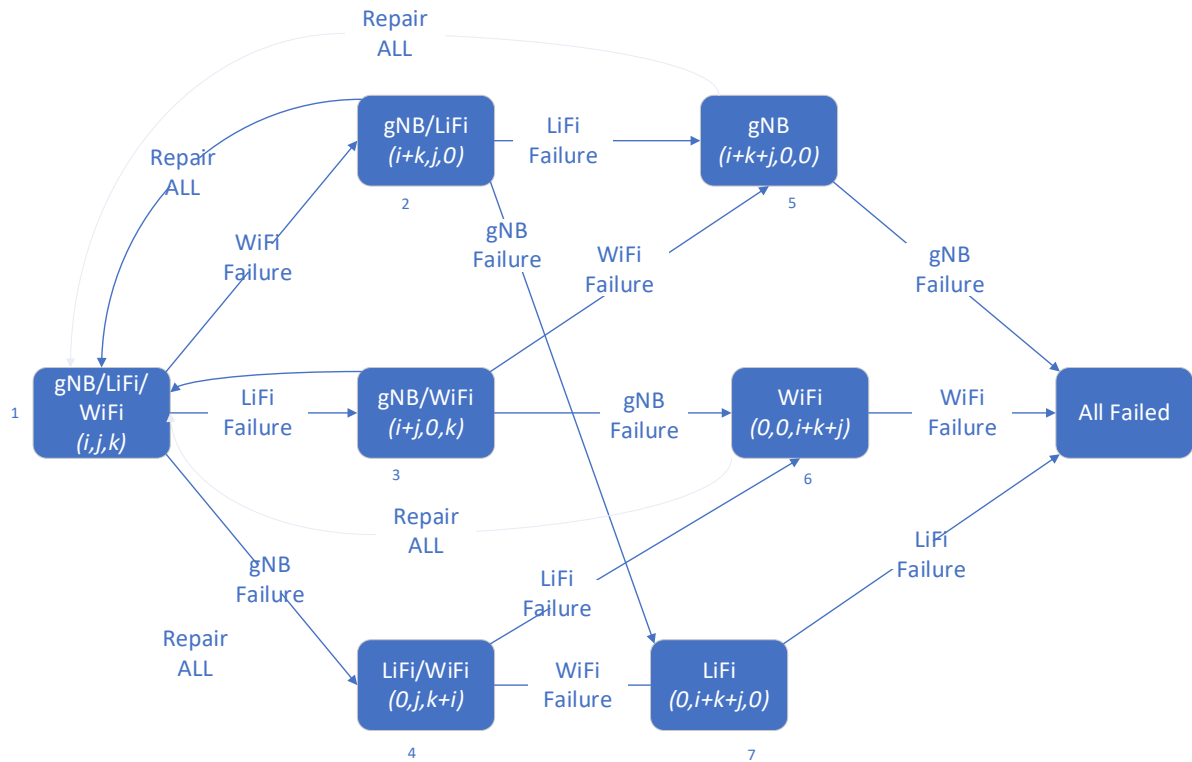 Repair
ALL
gNB/LiFi
(i+k,j,0)
2
LiFi
Failure
gNB
(i+k+j,0,0)
5
Repair
ALL
WiFi
Failure
gNB
Failure
WiFi
Failure
gNB
Failure
1
gNB/LiFi/
WiFi
(i,j,k)
LiFi
Failure
gNB/WiFi
(i+j,0,k)
3
gNB
Failure
WiFi
(0,0,i+k+j)
6
WiFi
Failure
All Failed
Repair
ALL
gNB
Failure
LiFi
Failure
LiFi
Failure
Repair
ALL
LiFi/WiFi
(0,j,k+i)
4
WiFi
Failure
LiFi
(0,i+k+j,0)
7